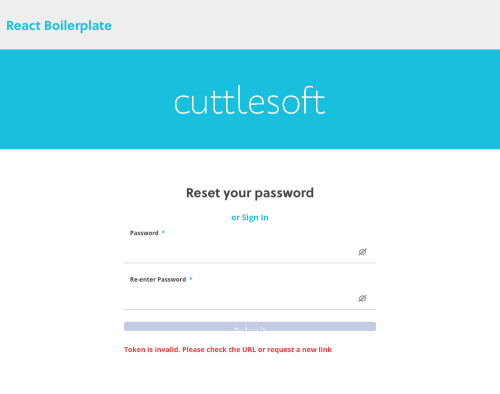 React Boilerplate
cuttlesoft
Reset your password
or Sign In
Password *
Re-enter Password *
Submit
Token is invalid. Please check the URL or request a new link